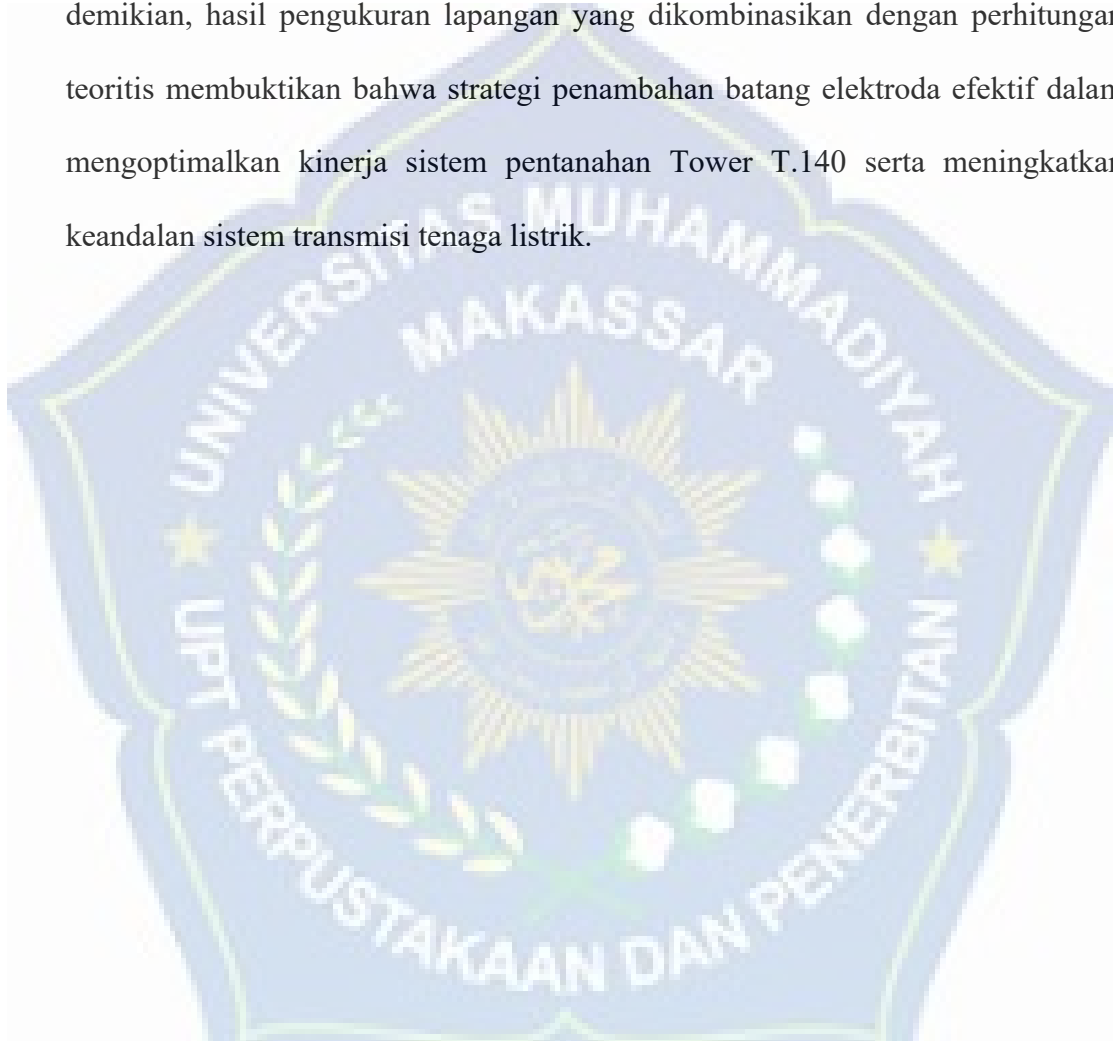 demikian, hasil pengukuran lapangan yang dikombinasikan dengan perhitungan
teoritis membuktikan bahwa strategi penambahan batang elektroda efektif dalam
mengoptimalkan kinerja sistem pentanahan Tower T.140 serta meningkatkan
keandalan sistem transmisi tenaga listrik.
UNIVERSITAS MUHAMMADIYAH
MAKASSAR
UPT PERPUSTAKAAN DAN PENERBITAN